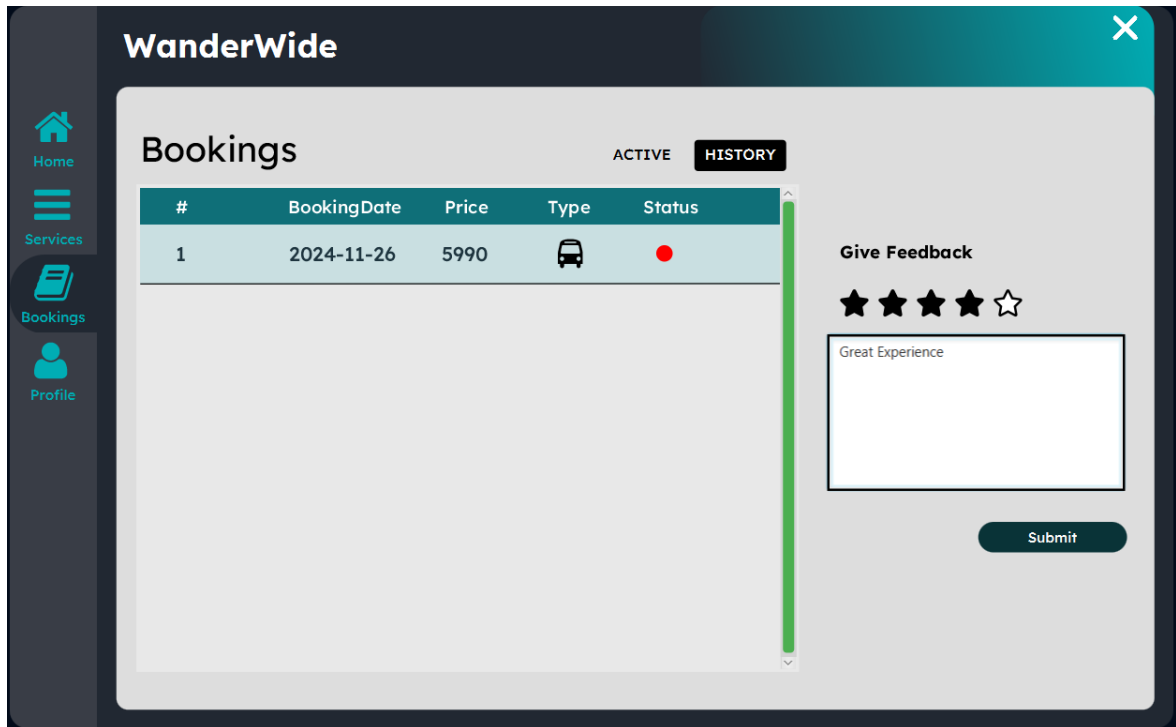 WanderWide
Home
Services
Bookings
Profile
Bookings
ACTIVE HISTORY
# BookingDate Price Type Status
1 2024-11-26 5990
Give Feedback
Great Experience
Submit